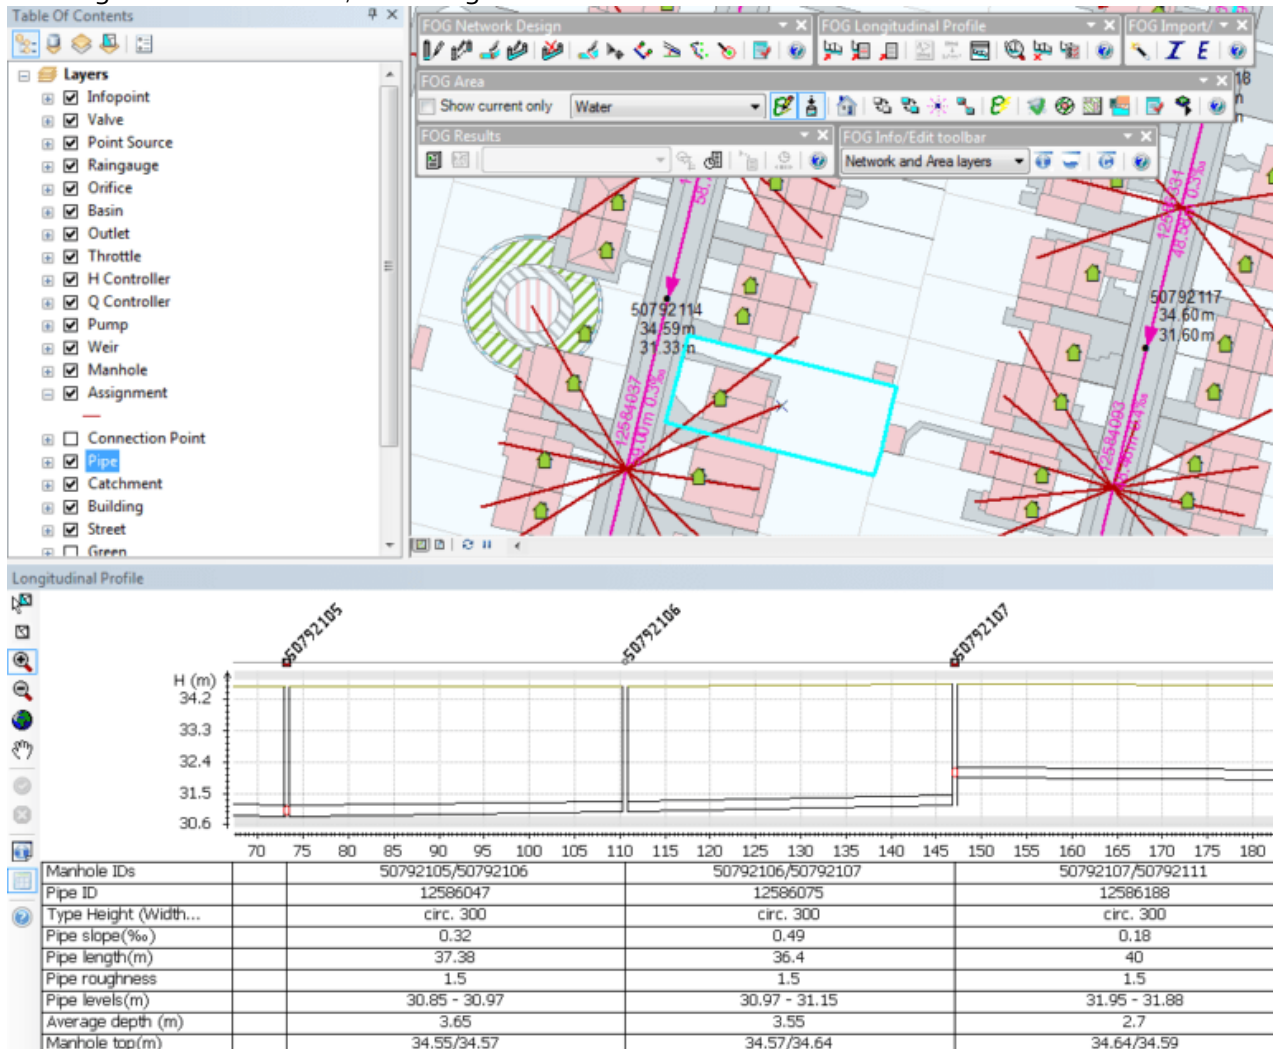 Table Of Contents
Layers
Infopoint
Valve
Point Source
Raingauge
Orifice
Basin
Outlet
Throttle
H Controller
Q Controller
Pump
Weir
Manhole
Assignment
Connection Point
Pipe
Catchment
Building
Street
Green
FOG Network Design
FOG Longitudinal Profile
FOG Import/
FOG Area
Show current only
Water
FOG Results
FOG Info/Edit toolbar
Network and Area layers
50792114
34.59m
31.33m
12584037
0.3‰
50792117
34.60m
31.60m
12584093
0.4‰
48.58m 0.3‰
Longitudinal Profile
50792105
50792106
50792107
H (m)
34.2
33.3
32.4
31.5
30.6
70 75 80 85 90 95 100 105 110 115 120 125 130 135 140 145 150 155 160 165 170 175 180
Manhole IDs 50792105/50792106 50792106/50792107 50792107/50792111
Pipe ID 12586047 12586075 12586188
Type Height (Width... circ. 300 circ. 300 circ. 300
Pipe slope(‰) 0.32 0.49 0.18
Pipe length(m) 37.38 36.4 40
Pipe roughness 1.5 1.5 1.5
Pipe levels(m) 30.85 - 30.97 30.97 - 31.15 31.95 - 31.88
Average depth (m) 3.65 3.55 2.7
Manhole top(m) 34.55/34.57 34.57/34.64 34.64/34.59